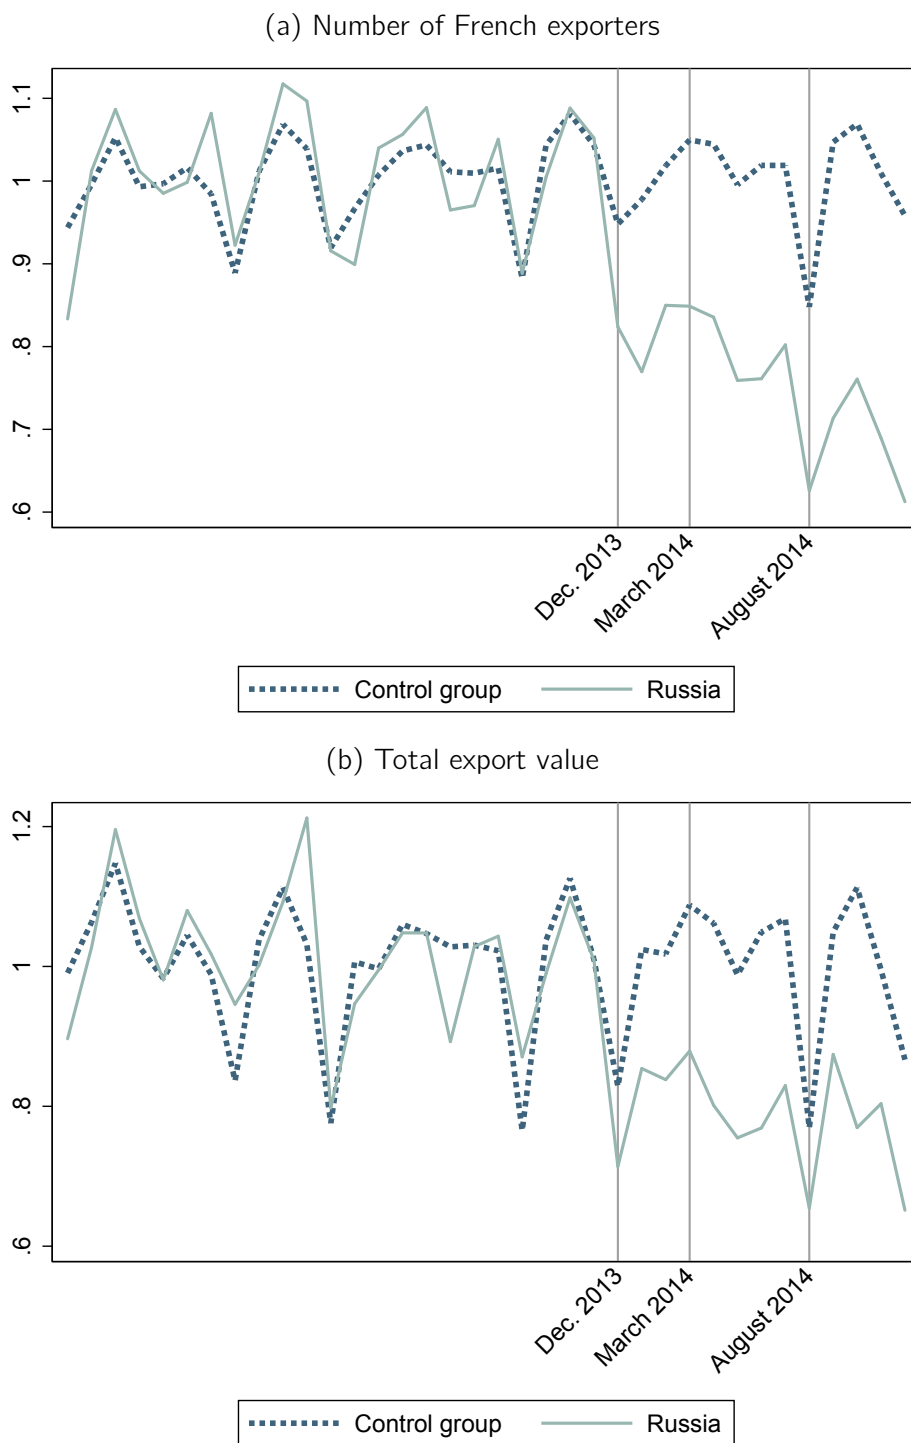 (a) Number of French exporters
1.1
1
.9
.8
.7
.6
Dec. 2013
March 2014
August 2014
Control group
Russia
(b) Total export value
1.2
1
.8
.6
Dec. 2013
March 2014
August 2014
Control group
Russia